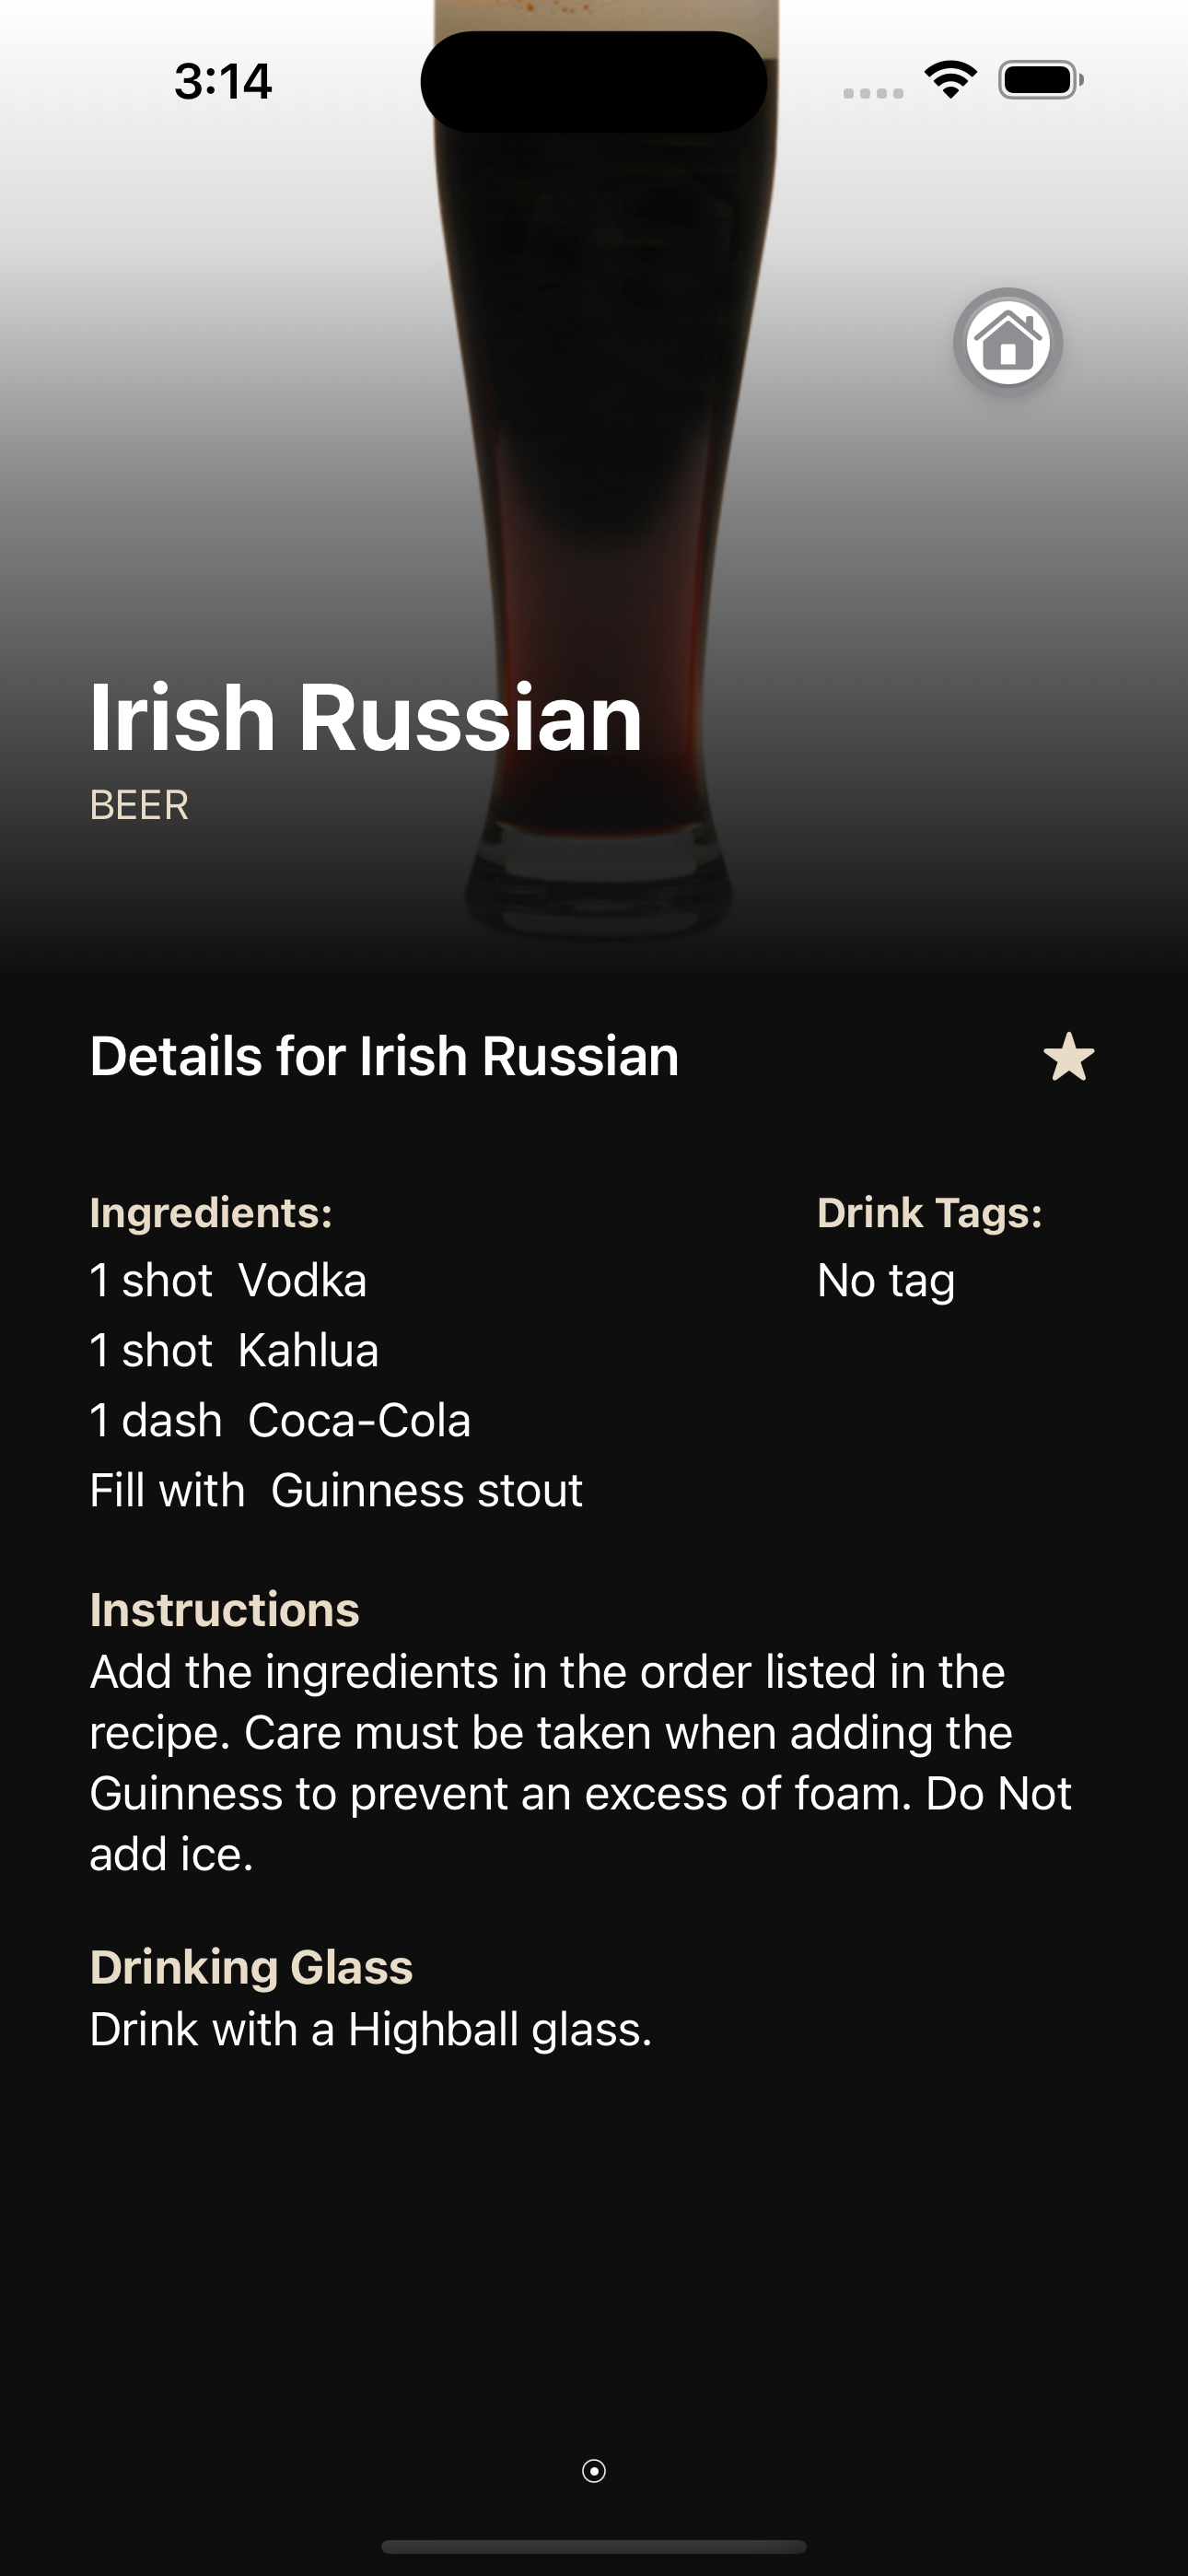 3:14
Irish Russian
BEER
Details for Irish Russian
Ingredients:
1 shot  Vodka
1 shot  Kahlua
1 dash  Coca-Cola
Fill with  Guinness stout
Drink Tags:
No tag
Instructions
Add the ingredients in the order listed in the
recipe. Care must be taken when adding the
Guinness to prevent an excess of foam. Do Not
add ice.
Drinking Glass
Drink with a Highball glass.